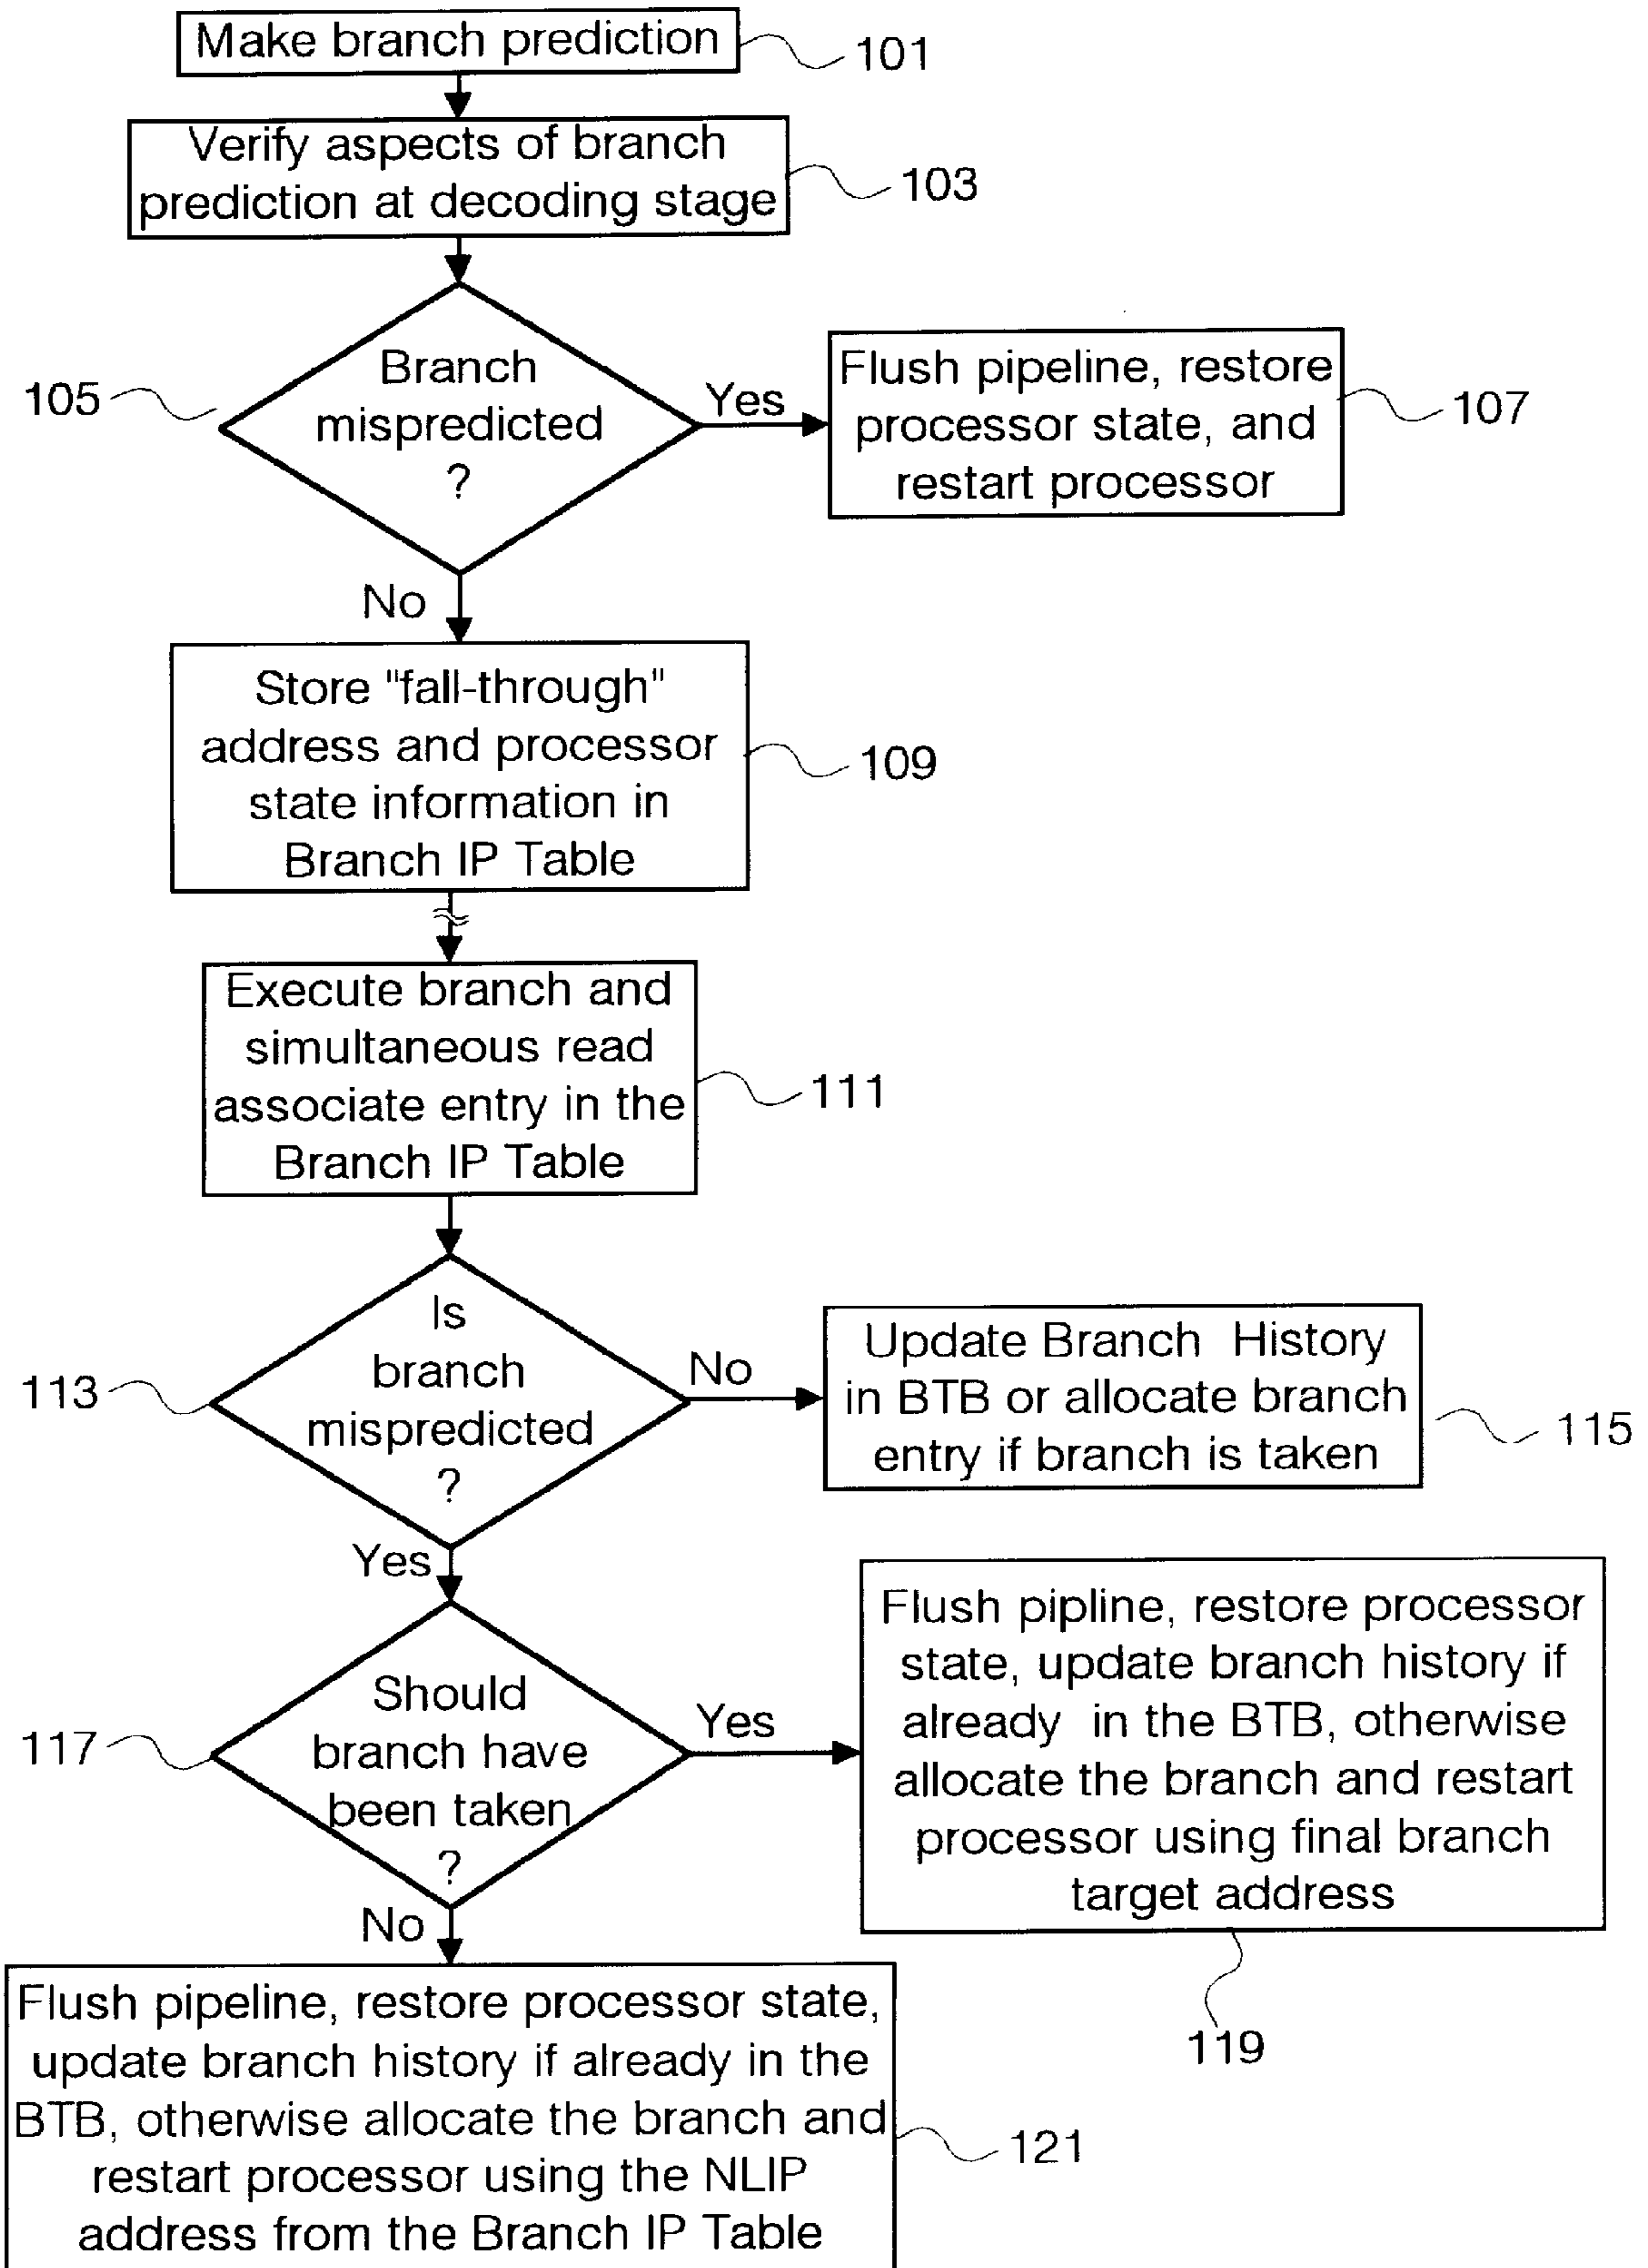 Make branch prediction
101
Verify aspects of branch
prediction at decoding stage
103
Branch
mispredicted
?
105
Yes
Flush pipeline, restore
processor state, and
restart processor
107
No
Store "fall-through"
address and processor
state information in
Branch IP Table
109
Execute branch and
simultaneous read
associate entry in the
Branch IP Table
111
Is
branch
mispredicted
?
113
No
Update Branch History
in BTB or allocate branch
entry if branch is taken
115
Yes
Should
branch have
been taken
?
117
Yes
Flush pipline, restore processor
state, update branch history if
already in the BTB, otherwise
allocate the branch and restart
processor using final branch
target address
119
No
Flush pipeline, restore processor state,
update branch history if already in the
BTB, otherwise allocate the branch and
restart processor using the NLIP
address from the Branch IP Table
121